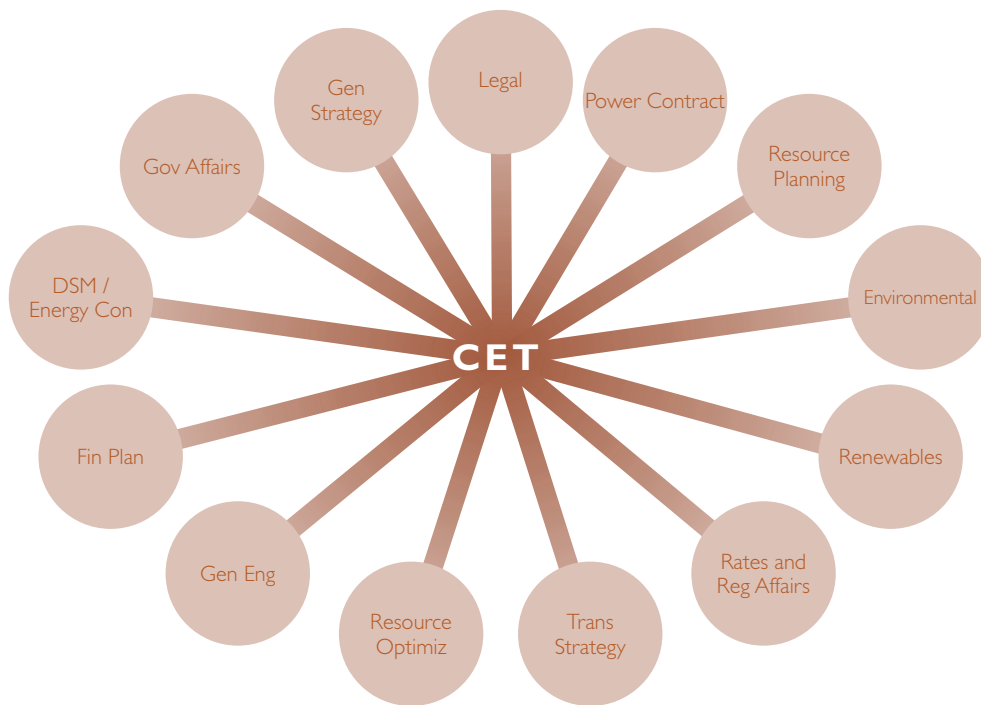 Legal
Gen
Strategy
Power Contract
Gov Affairs
Resource
Planning
DSM /
Energy Con
Environmental
CET
Fin Plan
Renewables
Gen Eng
Rates and
Reg Affairs
Resource
Optimiz
Trans
Strategy